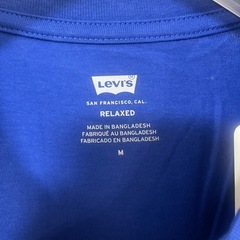 Levi's
SAN FRANCISCO, CAL.
RELAXED
MADE IN BANGLADESH
FABRIQUÉ AU BANGLADESH
FABRICADO EN BANGLADESH
M